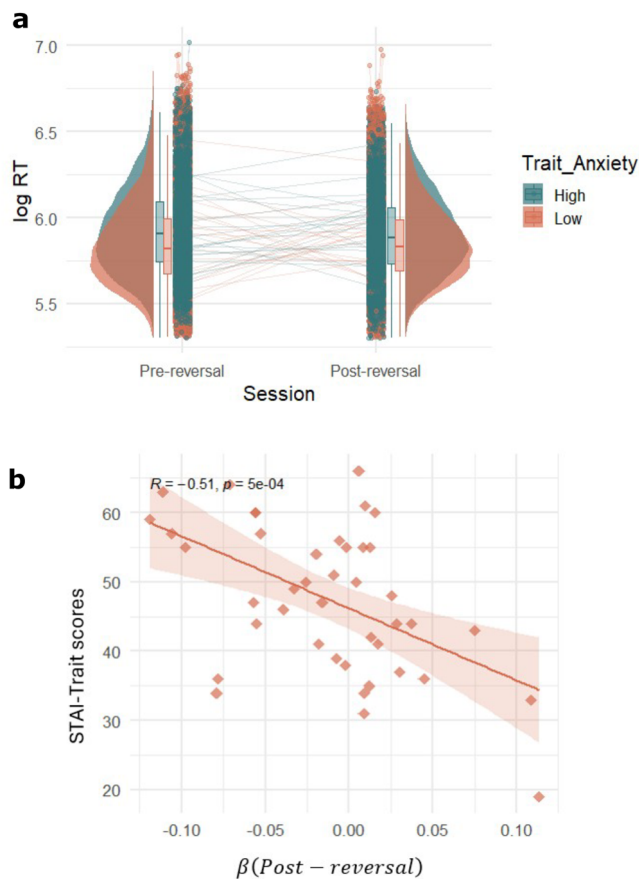 a
7.0
6.5
6.0
5.5
log RT
Pre-reversal
Post-reversal
Session
Trait_Anxiety
High
Low
b
R = −0.51, p = 5e-04
60
50
40
30
20
STAI-Trait scores
-0.10
-0.05
0.00
0.05
0.10
β(Post − reversal)